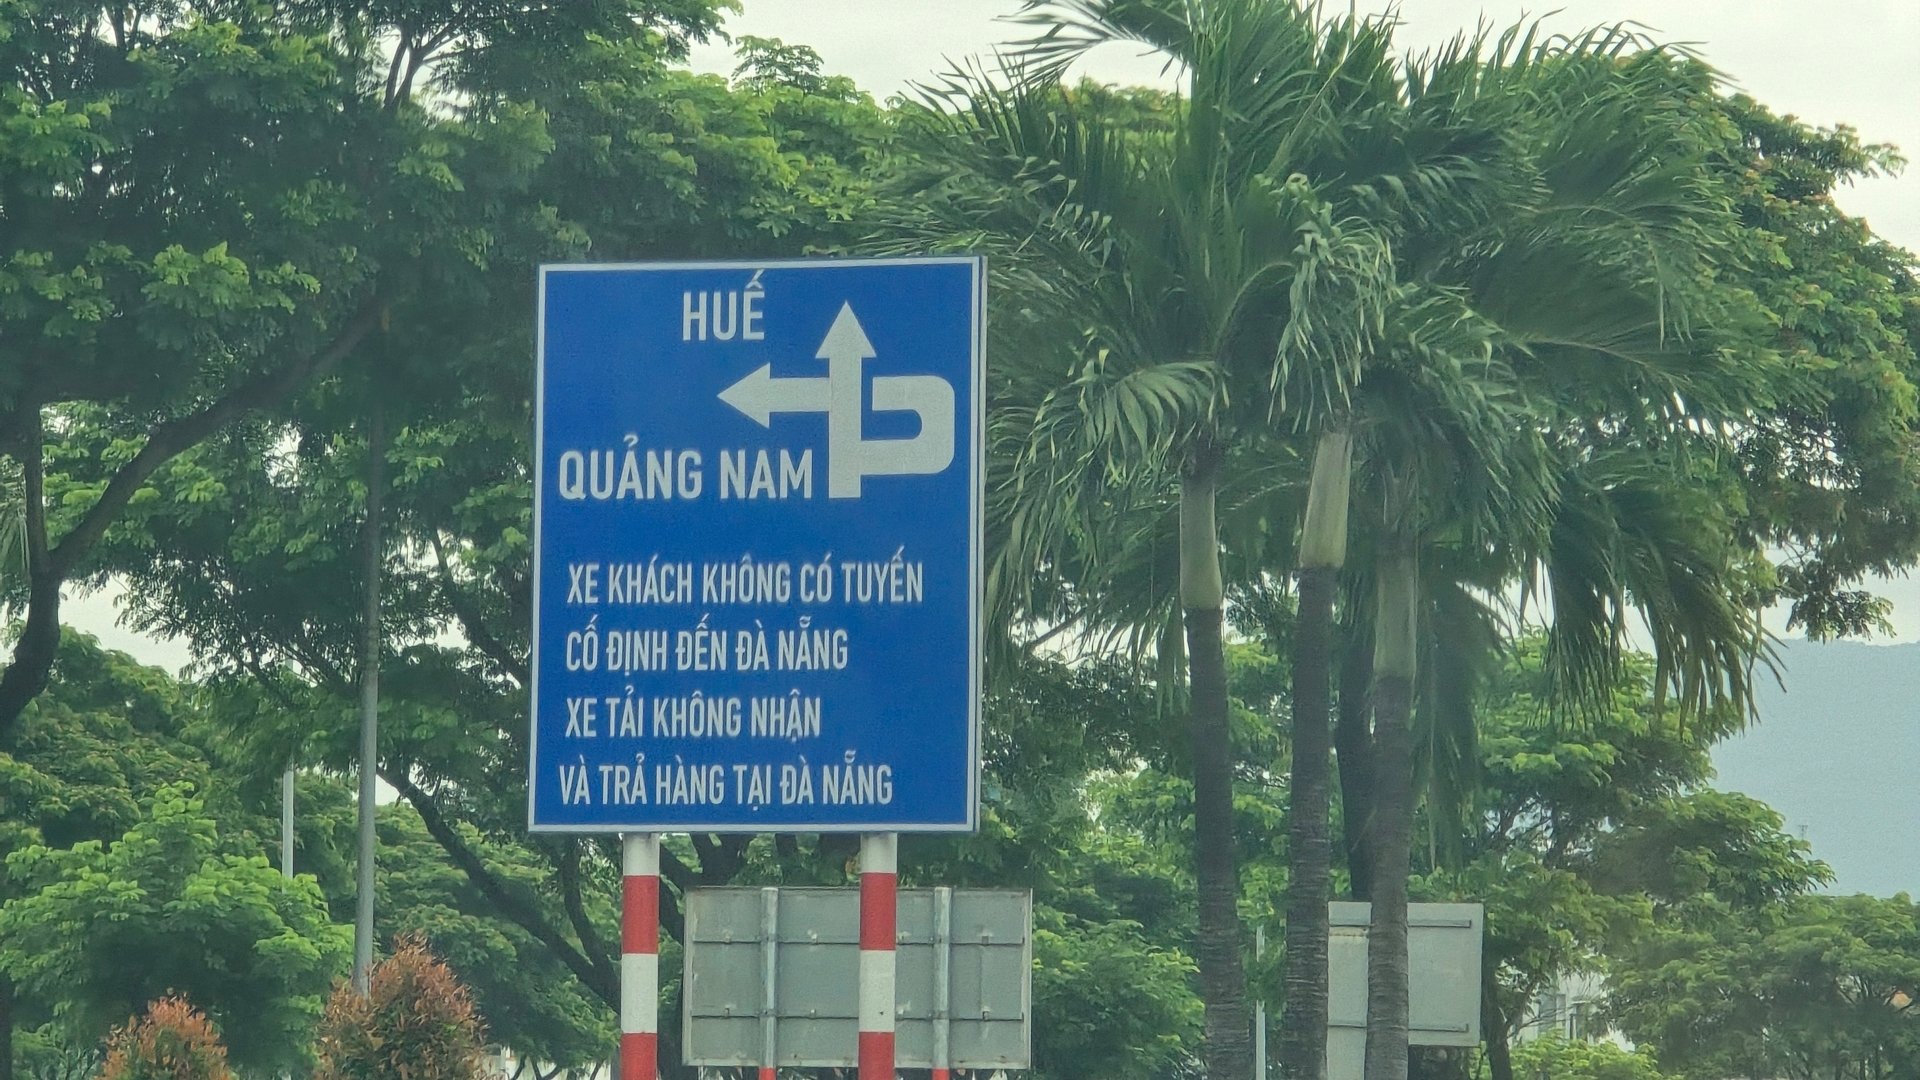 HUẾ
QUẢNG NAM
XE KHÁCH KHÔNG CÓ TUYẾN
CỐ ĐỊNH ĐẾN ĐÀ NẴNG
XE TẢI KHÔNG NHẬN
VÀ TRẢ HÀNG TẠI ĐÀ NẴNG